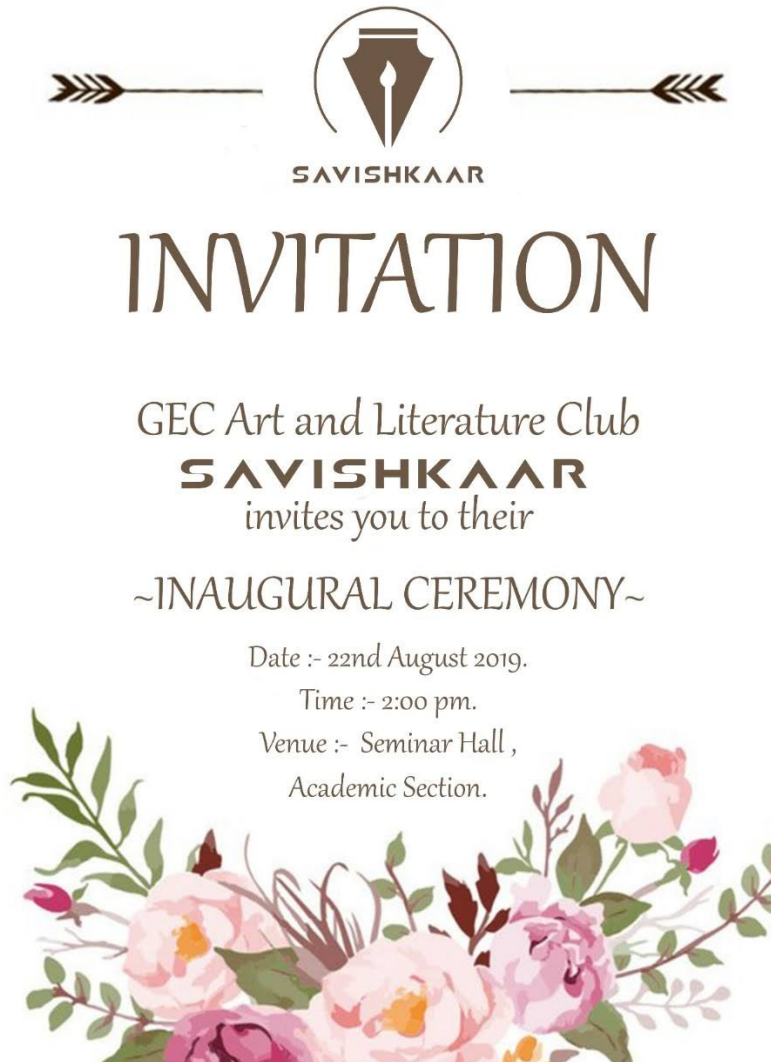 SAVISHKAAR
INVITATION
GEC Art and Literature Club
SAVISHKAAR
invites you to their
~INAUGURAL CEREMONY~
Date :- 22nd August 2019.
Time :- 2:00 pm.
Venue :- Seminar Hall ,
Academic Section.